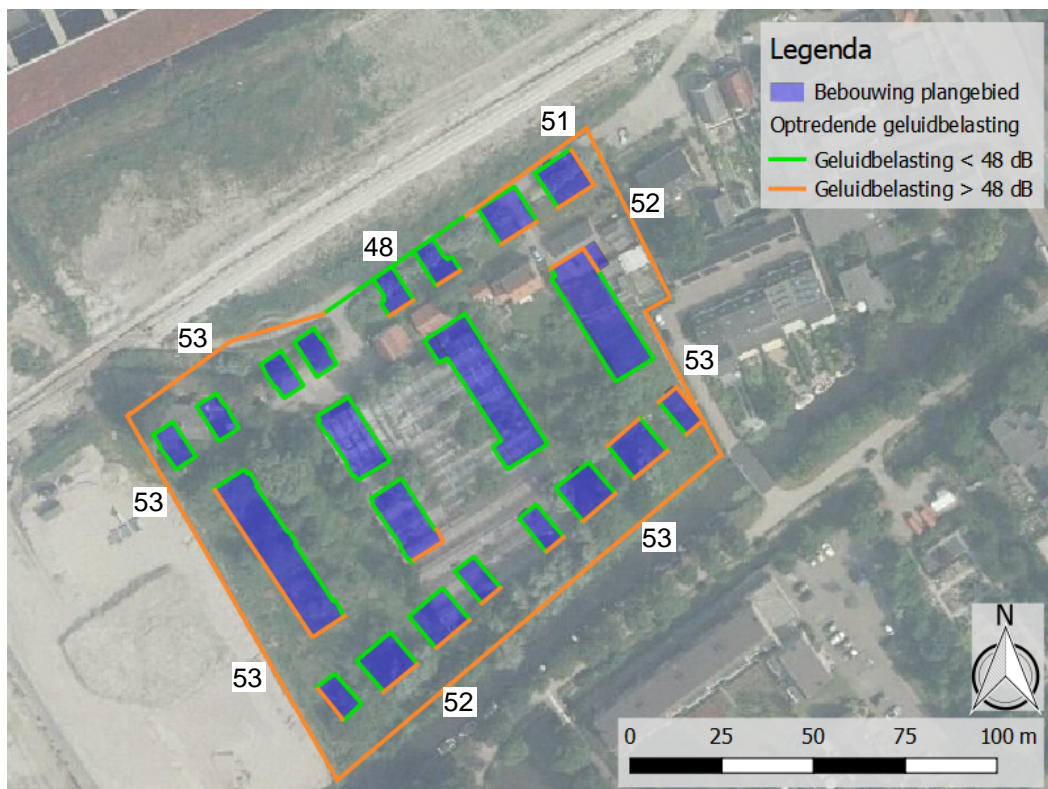 Legenda
Bebouwing plangebied
Optredende geluidbelasting
Geluidbelasting < 48 dB
Geluidbelasting > 48 dB
51
52
48
53
53
53
53
53
52
N
0 25 50 75 100 m